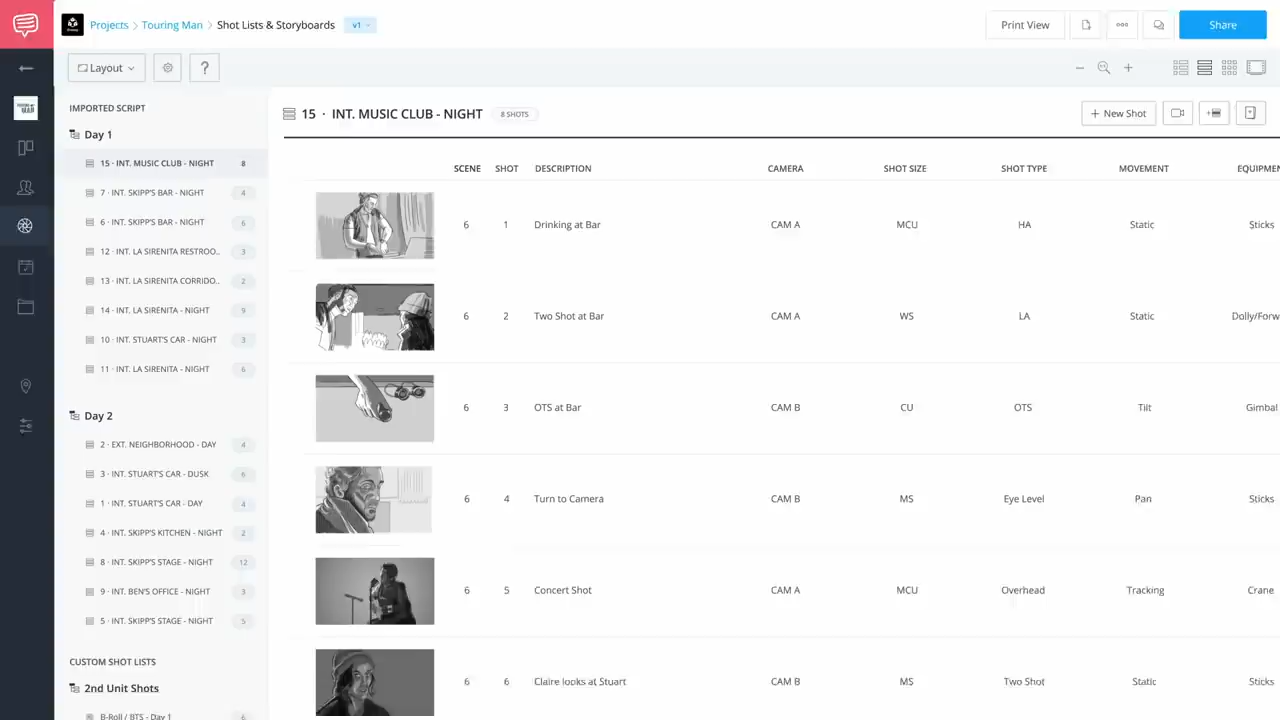 Projects > Touring Man > Shot Lists & Storyboards v1
Print View
Share
Layout
?
IMPORTED SCRIPT
Day 1
15 · INT. MUSIC CLUB - NIGHT 8
7 · INT. SKIPP'S BAR - NIGHT 4
6 · INT. SKIPP'S BAR - NIGHT 6
12 · INT. LA SIRENITA RESTROO.. 3
13 · INT. LA SIRENITA CORRIDO.. 2
14 · INT. LA SIRENITA - NIGHT 9
10 · INT. STUART'S CAR - NIGHT 3
11 · INT. LA SIRENITA - NIGHT 6
Day 2
2 · EXT. NEIGHBORHOOD - DAY 4
3 · INT. STUART'S CAR - DUSK 6
1 · INT. STUART'S CAR - DAY 4
4 · INT. SKIPP'S KITCHEN - NIGHT 2
8 · INT. SKIPP'S STAGE - NIGHT 12
9 · INT. BEN'S OFFICE - NIGHT 3
5 · INT. SKIPP'S STAGE - NIGHT 5
CUSTOM SHOT LISTS
2nd Unit Shots
B-Roll / BTS - Day 1 6
15 · INT. MUSIC CLUB - NIGHT 8 SHOTS
+ New Shot
SCENE SHOT DESCRIPTION CAMERA SHOT SIZE SHOT TYPE MOVEMENT EQUIPMEN
6 1 Drinking at Bar CAM A MCU HA Static Sticks
6 2 Two Shot at Bar CAM A WS LA Static Dolly/Forw
6 3 OTS at Bar CAM B CU OTS Tilt Gimbal
6 4 Turn to Camera CAM B MS Eye Level Pan Sticks
6 5 Concert Shot CAM A MCU Overhead Tracking Crane
6 6 Claire looks at Stuart CAM B MS Two Shot Static Sticks